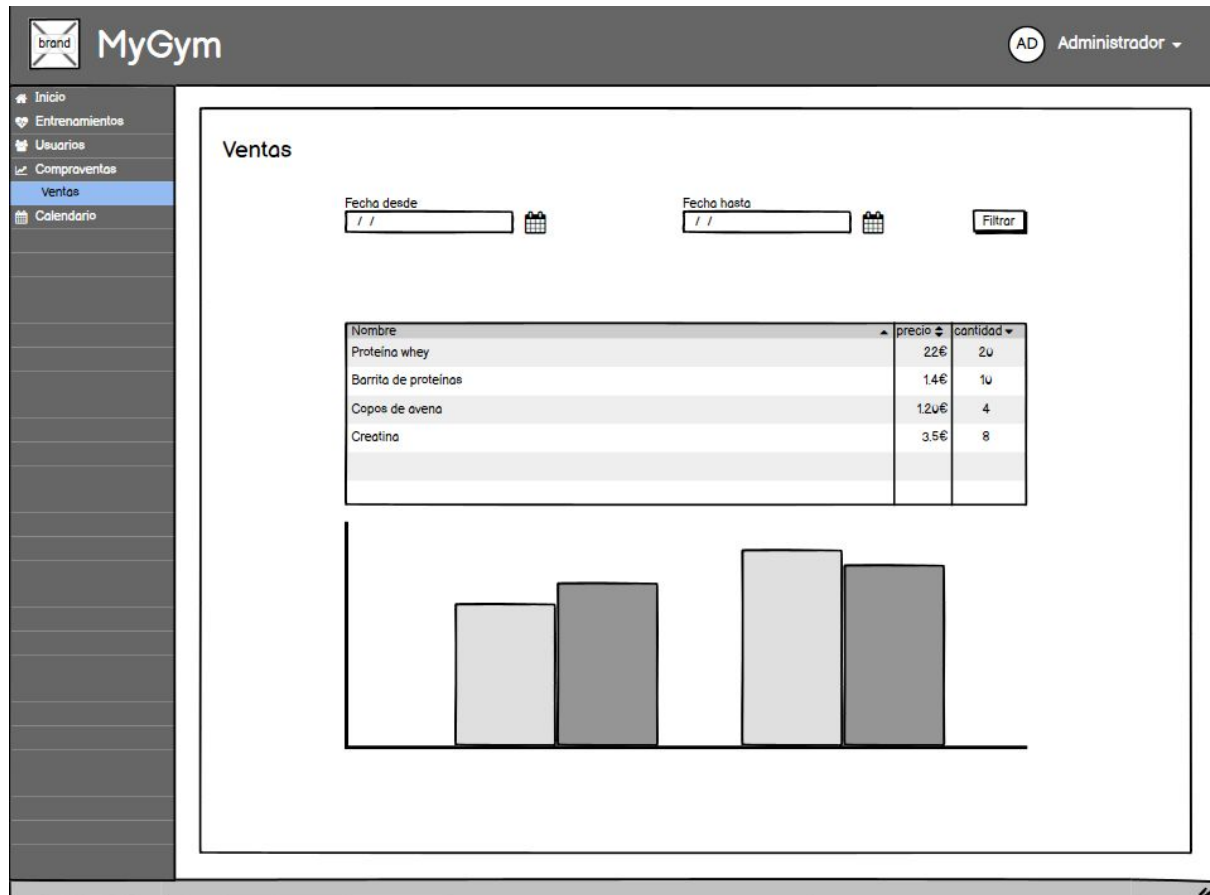 brand MyGym
AD Administrador
Inicio
Entrenamientos
Usuarios
Compraventas
Ventas
Calendario
Ventas
Fecha desde
Fecha hasta
/ /
/ /
Filtrar
Nombre precio cantidad
Proteína whey 22€ 20
Barrita de proteínas 1.4€ 10
Copos de avena 1.20€ 4
Creatina 3.5€ 8